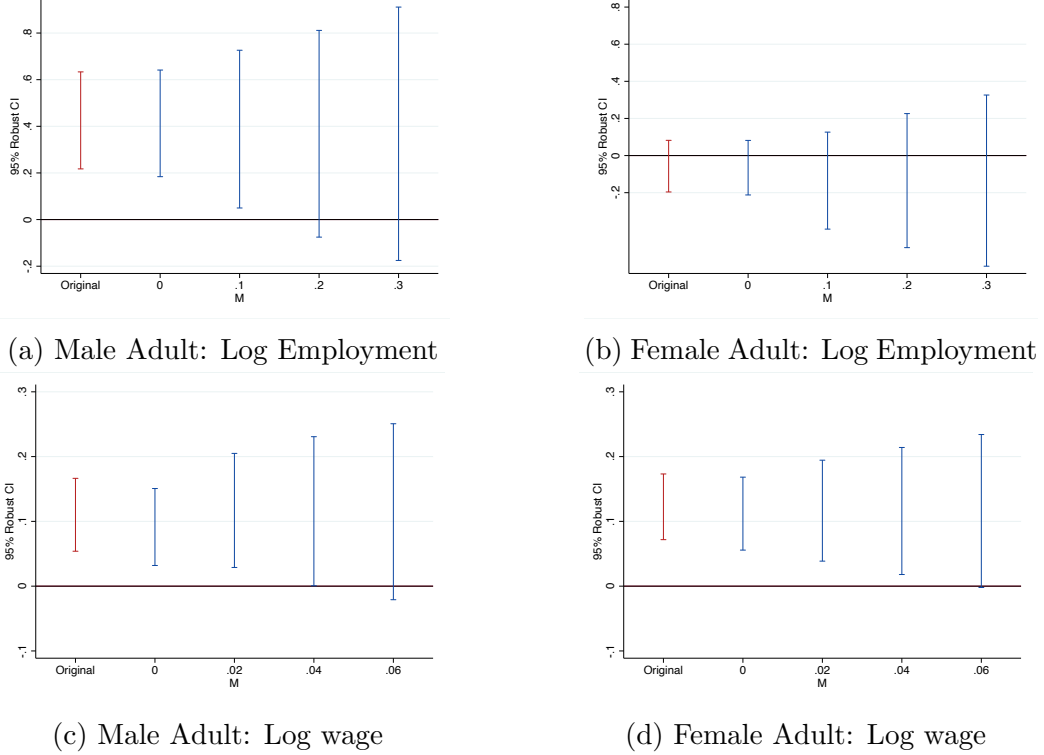 95% Robust CI
.8
.6
.4
.2
0
-.2
Original 0 .1 .2 .3
M
(a) Male Adult: Log Employment
95% Robust CI
.8
.6
.4
.2
0
-.2
Original 0 .1 .2 .3
M
(b) Female Adult: Log Employment
95% Robust CI
.3
.2
.1
0
-.1
Original 0 .02 .04 .06
M
(c) Male Adult: Log wage
95% Robust CI
.3
.2
.1
0
-.1
Original 0 .02 .04 .06
M
(d) Female Adult: Log wage